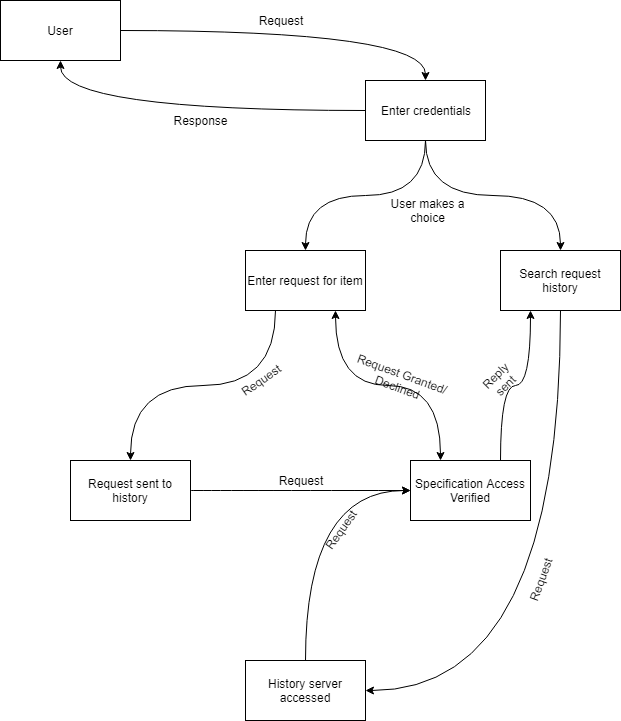 User
Request
Enter credentials
Response
User makes a
choice
Enter request for item
Search request
history
Request
Request Granted/
Declined
Reply
sent
Request sent to
history
Request
Specification Access
Verified
Request
Request
History server
accessed